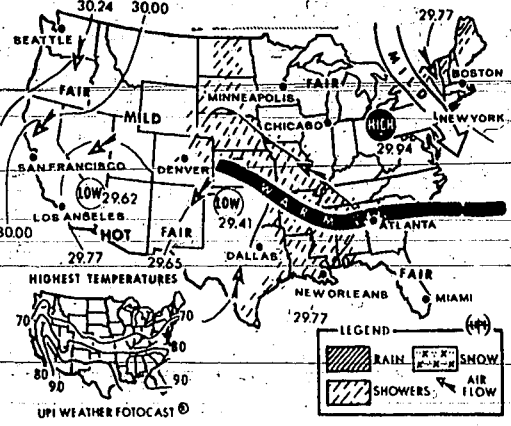 30.24 30.00 29.77
SEATTLE
MILD
FAIR FAIR BOSTON
MINNEAPOLIS
MILD CHICAGO HIGH NEW YORK
29.94
SAN FRANCISCO DENVER
LOW 29.62 LOW WARM
LOS ANGELES 29.41 ATLANTA
30.00 HOT FAIR
29.77 29.65 DALLAS FAIR
HIGHEST TEMPERATURES
NEW ORLEANS MIAMI
29.77
70 70
80
80 90 90
LEGEND
RAIN SNOW
SHOWERS AIR FLOW
UPI WEATHER FOTOCAST ®